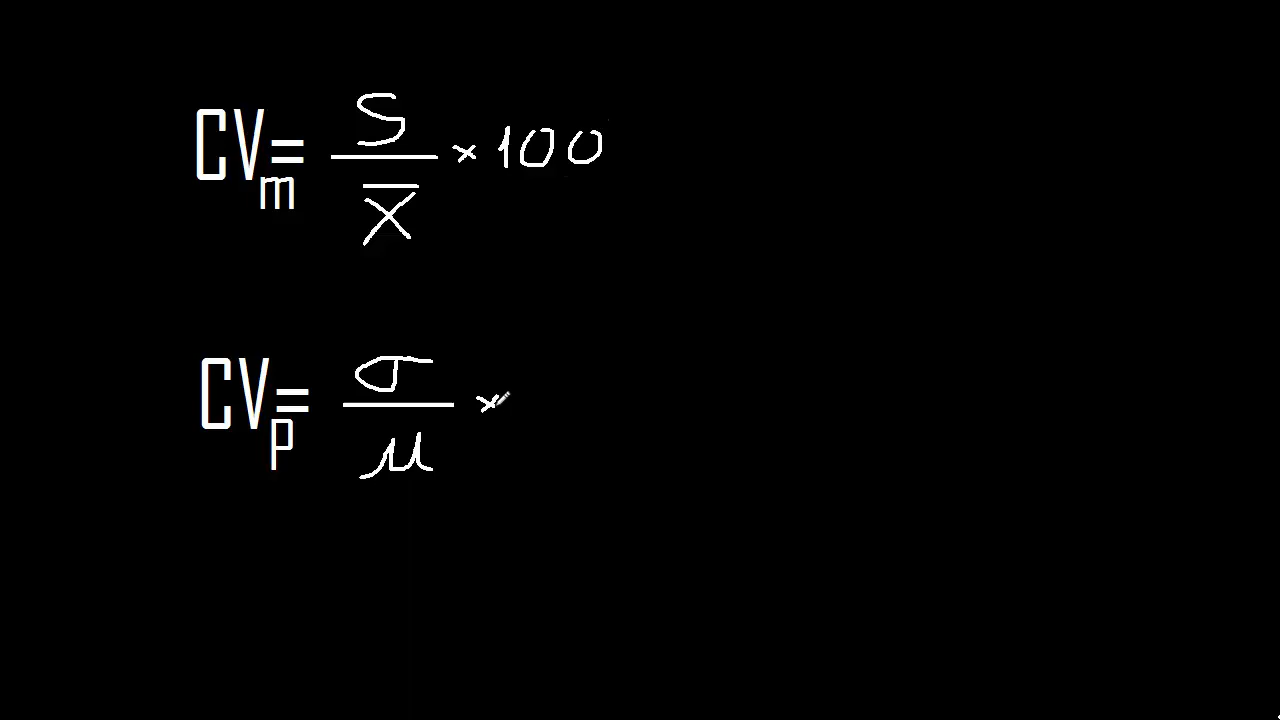 CVm = S / X̅ × 100
CVp = σ / μ ×